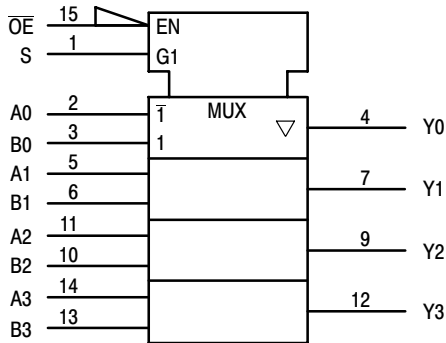 OE 15 EN
S 1 G1
MUX
A0 2 1 4 Y0
B0 3 1
A1 5 7 Y1
B1 6
A2 11 9 Y2
B2 10
A3 14 12 Y3
B3 13